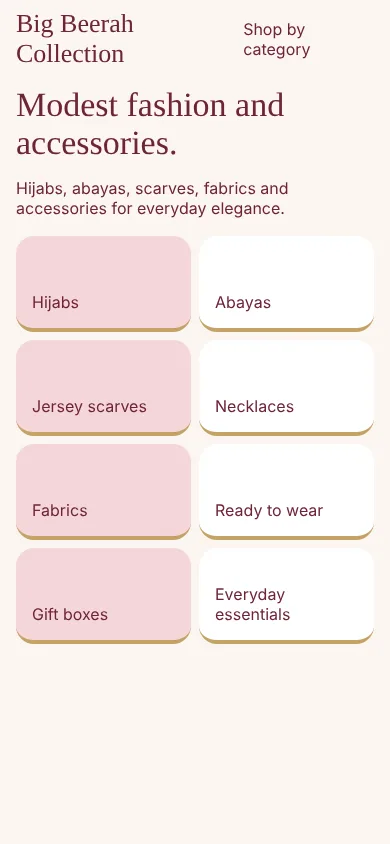 Big Beerah
Collection
Shop by
category
Modest fashion and
accessories.
Hijabs, abayas, scarves, fabrics and
accessories for everyday elegance.
Hijabs
Abayas
Jersey scarves
Necklaces
Fabrics
Ready to wear
Gift boxes
Everyday
essentials